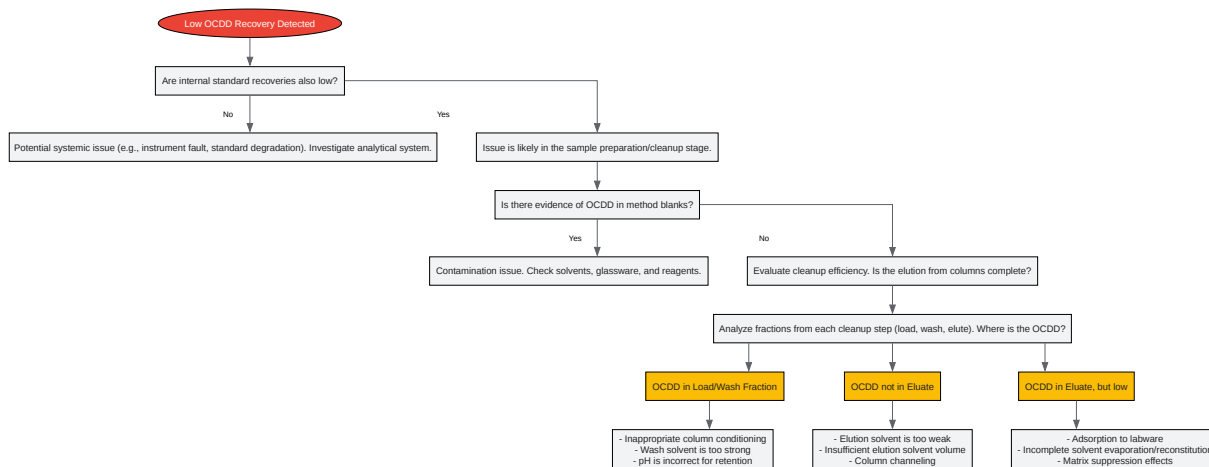 Low OCDD Recovery Detected
Are internal standard recoveries also low?
No
Yes
Potential systemic issue (e.g., instrument fault, standard degradation). Investigate analytical system.
Issue is likely in the sample preparation/cleanup stage.
Is there evidence of OCDD in method blanks?
Yes
No
Contamination issue. Check solvents, glassware, and reagents.
Evaluate cleanup efficiency. Is the elution from columns complete?
Analyze fractions from each cleanup step (load, wash, elute). Where is the OCDD?
OCDD in Load/Wash Fraction
OCDD not in Eluate
OCDD in Eluate, but low
- Inappropriate column conditioning
- Wash solvent is too strong
- pH is incorrect for retention
- Elution solvent is too weak
- Insufficient elution solvent volume
- Column channeling
- Adsorption to labware
- Incomplete solvent evaporation/reconstitution
- Matrix suppression effects